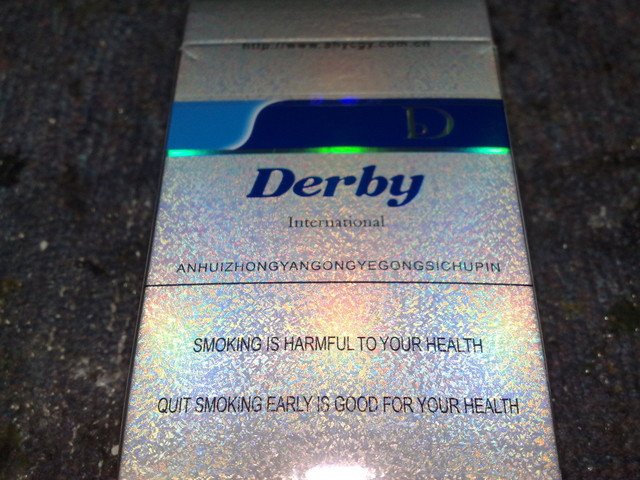 http://www.ahycgy.com.cn
D
Derby
International
ANHUIZHONGYANGONGYEGONGSICHUPIN
SMOKING IS HARMFUL TO YOUR HEALTH
QUIT SMOKING EARLY IS GOOD FOR YOUR HEALTH